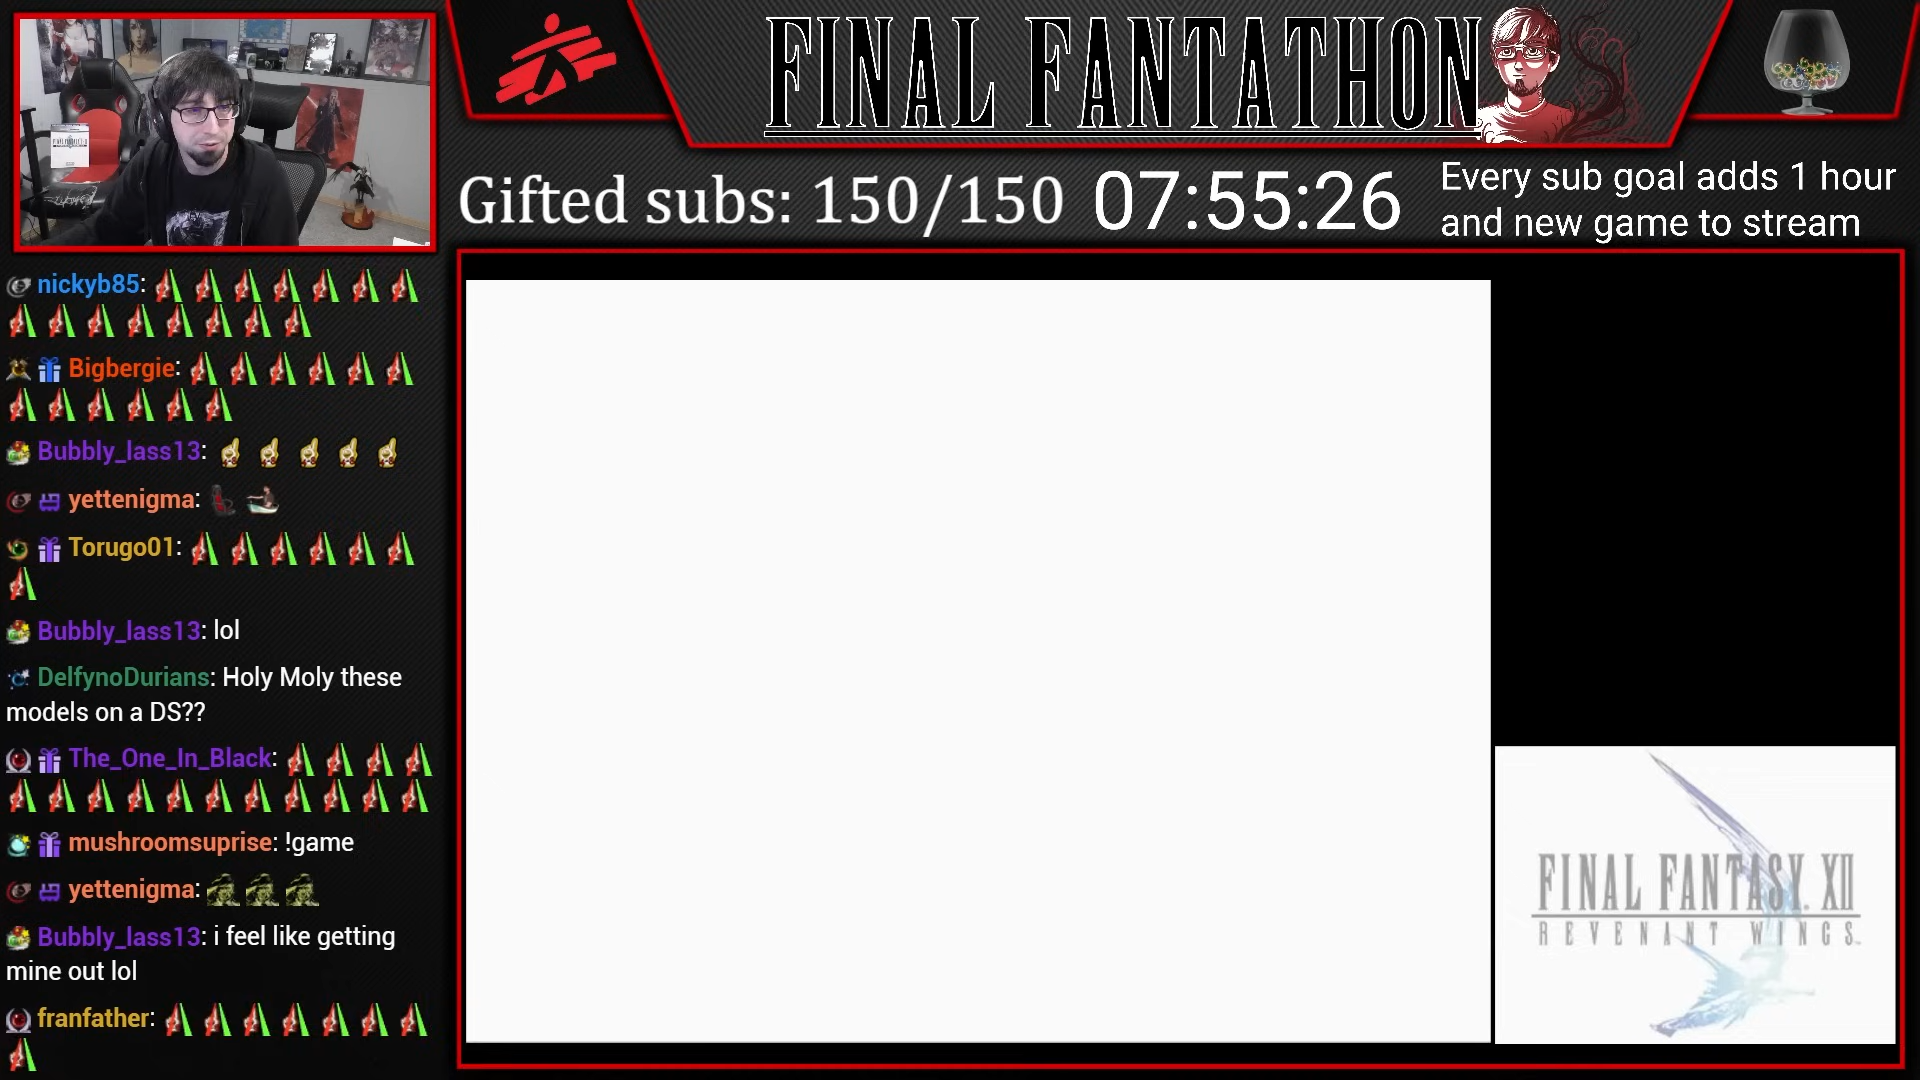 FINAL FANTATHON
Gifted subs: 150/150
07:55:26
Every sub goal adds 1 hour
and new game to stream
nickyb85:
Bigbergie:
Bubbly_lass13:
yettenigma:
Torugo01:
Bubbly_lass13: lol
DelfynoDurians: Holy Moly these
models on a DS??
The_One_In_Black:
mushroomsuprise: !game
yettenigma:
Bubbly_lass13: i feel like getting
mine out lol
franfather:
FINAL FANTASY XII
REVENANT WINGS